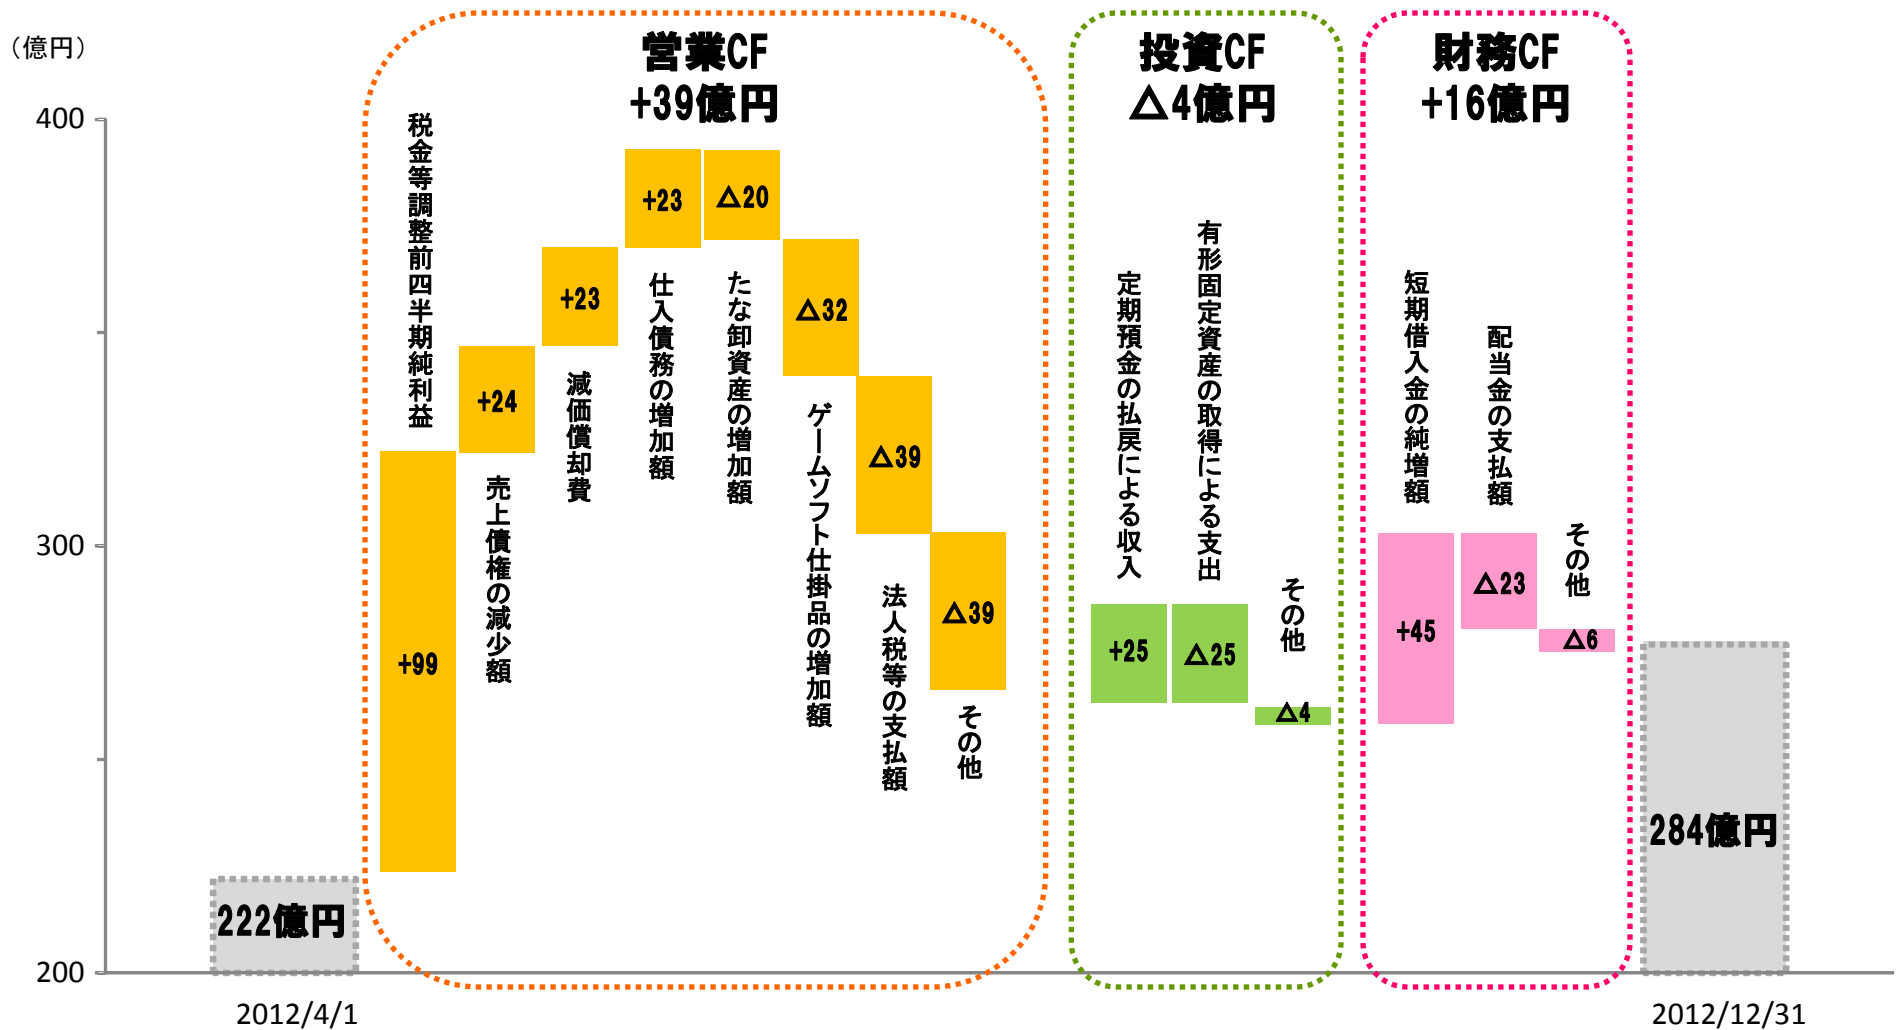 （億円）
営業CF
+39億円
投資CF
△4億円
財務CF
+16億円
400
300
200
税金等調整前四半期純利益
+99
売上債権の減少額
+24
減価償却費
+23
仕入債務の増加額
+23
たな卸資産の増加額
△20
ゲームソフト仕掛品の増加額
△32
法人税等の支払額
△39
その他
△39
定期預金の払戻による収入
+25
有形固定資産の取得による支出
△25
その他
△4
短期借入金の純増額
+45
配当金の支払額
△23
その他
△6
222億円
284億円
2012/4/1
2012/12/31